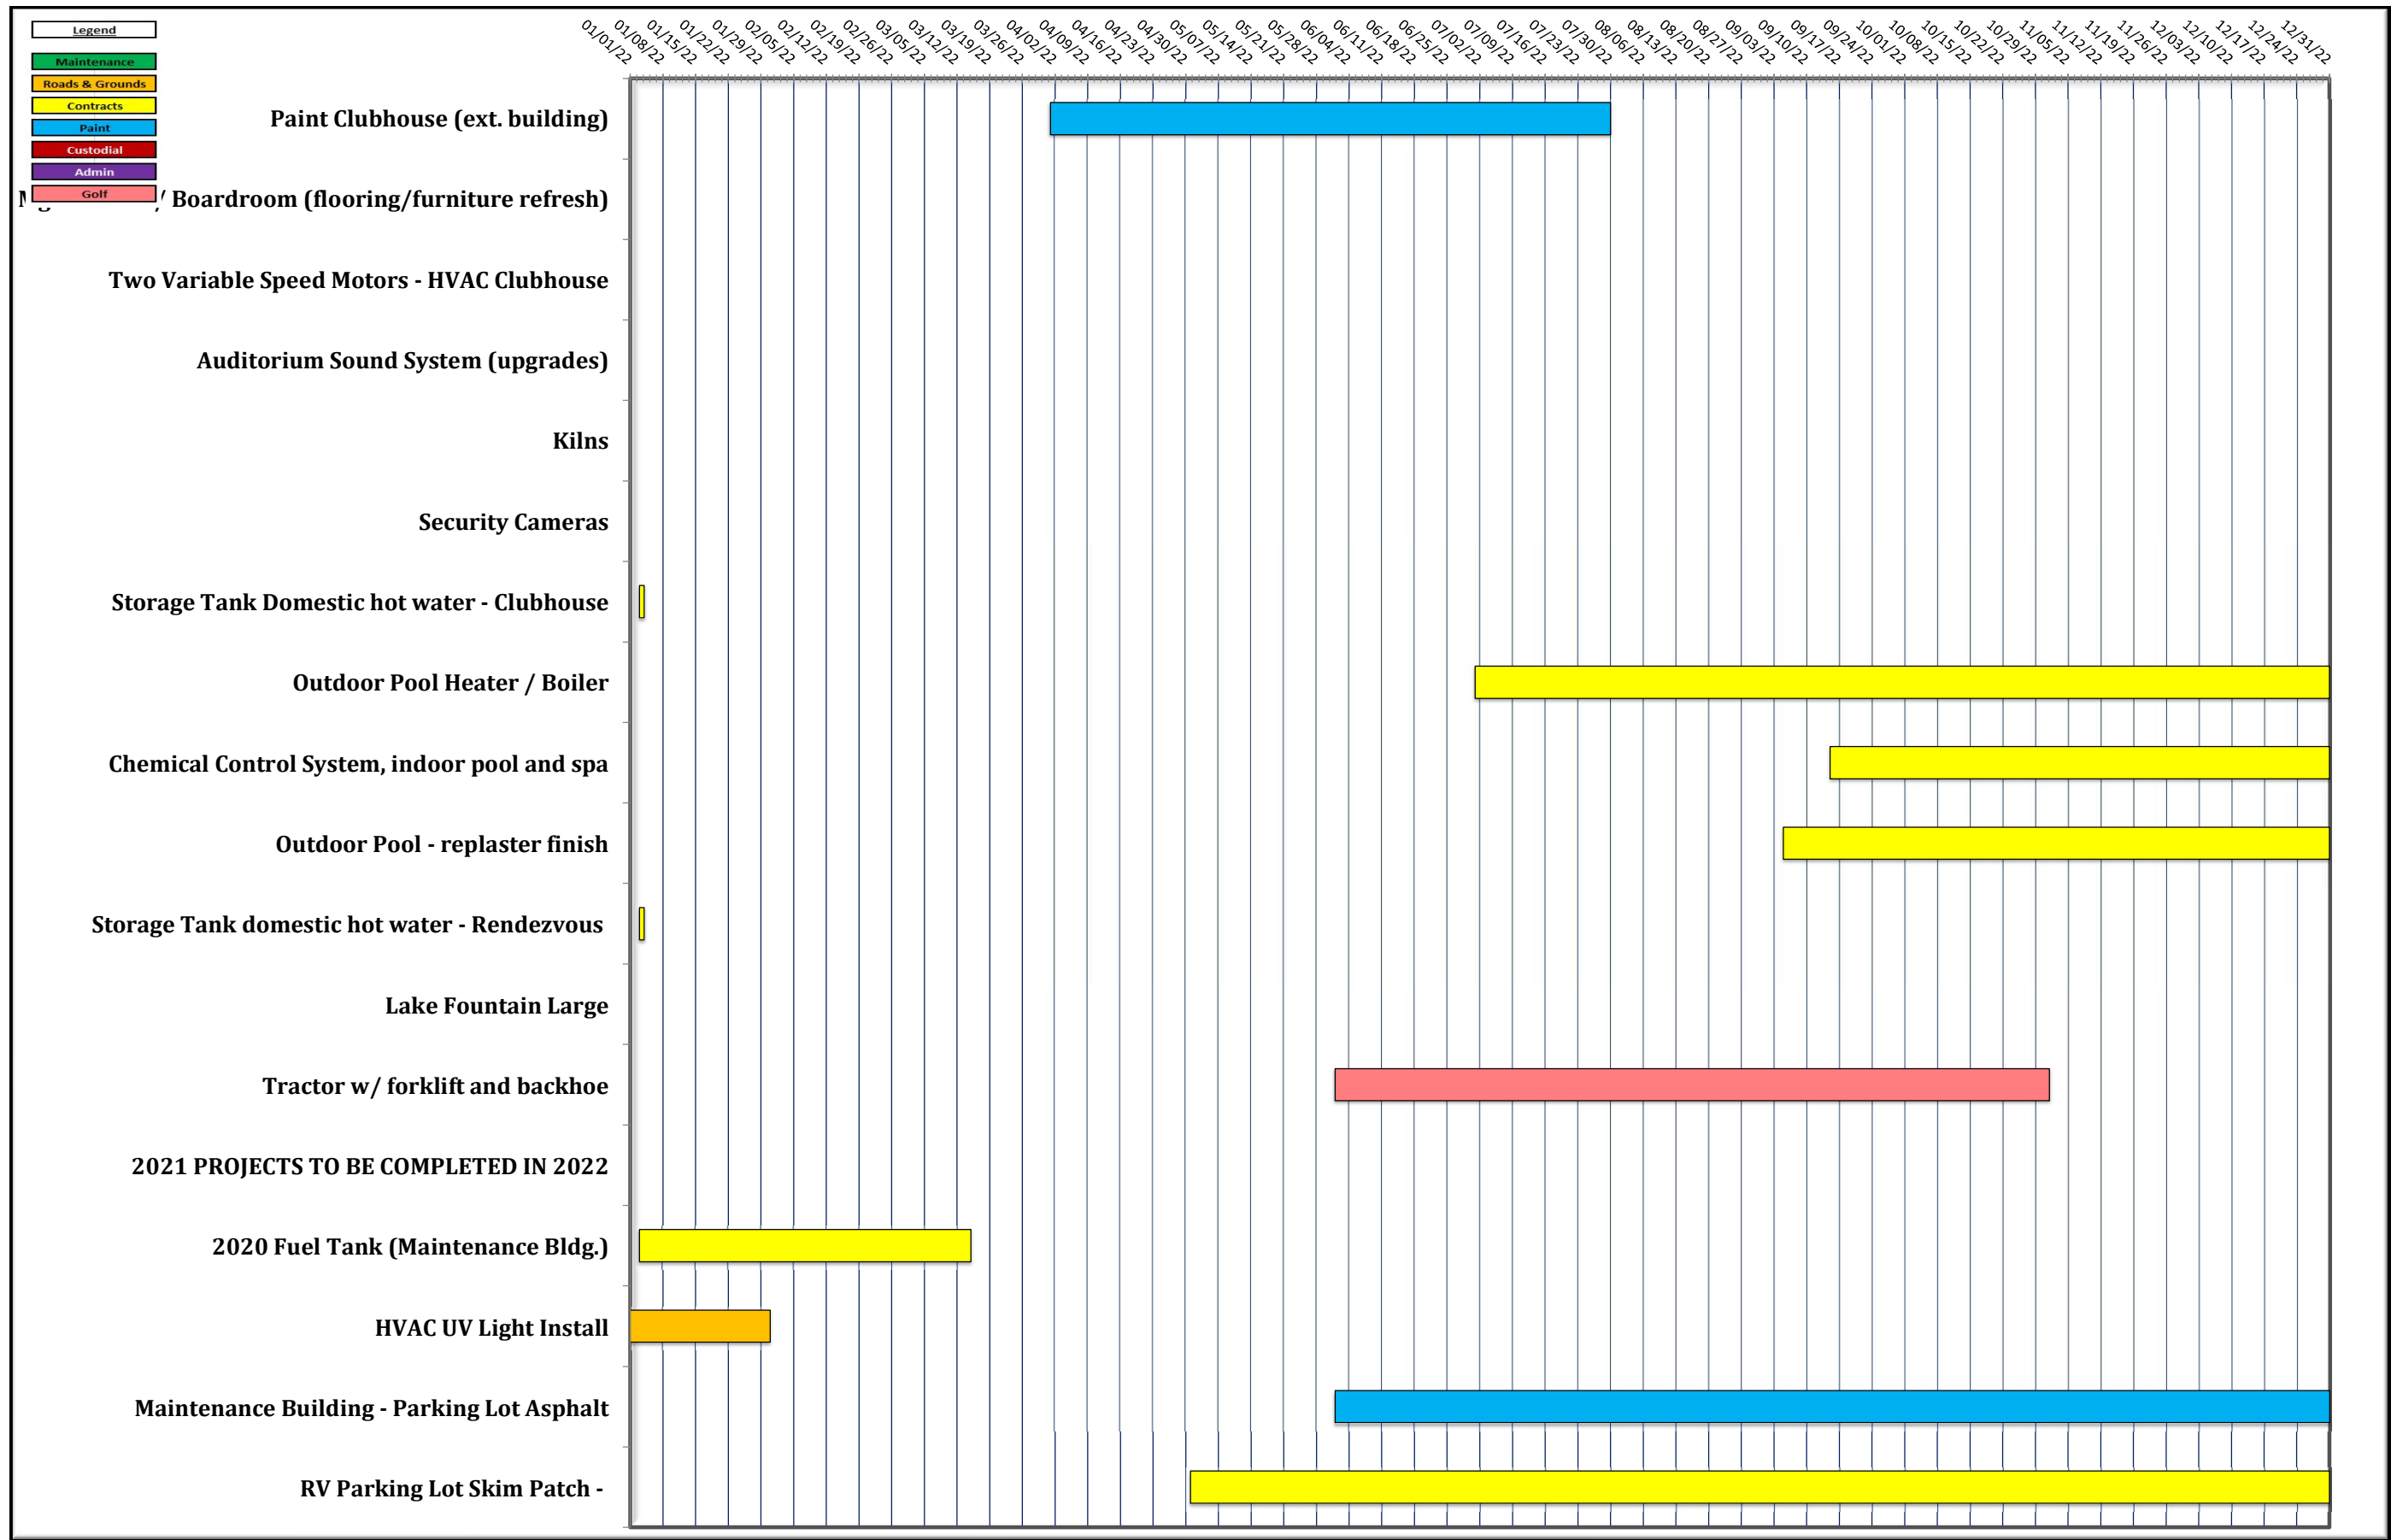 Legend
Maintenance
Roads & Grounds
Contracts
Paint
Custodial
Admin
Golf
01/01/22
01/08/22
01/15/22
01/22/22
01/29/22
02/05/22
02/12/22
02/19/22
02/26/22
03/05/22
03/12/22
03/19/22
03/26/22
04/02/22
04/09/22
04/16/22
04/23/22
04/30/22
05/07/22
05/14/22
05/21/22
05/28/22
06/04/22
06/11/22
06/18/22
06/25/22
07/02/22
07/09/22
07/16/22
07/23/22
07/30/22
08/06/22
08/13/22
08/20/22
08/27/22
09/03/22
09/10/22
09/17/22
09/24/22
10/01/22
10/08/22
10/15/22
10/22/22
10/29/22
11/05/22
11/12/22
11/19/22
11/26/22
12/03/22
12/10/22
12/17/22
12/24/22
12/31/22
Paint Clubhouse (ext. building)
/ Boardroom (flooring/furniture refresh)
Two Variable Speed Motors - HVAC Clubhouse
Auditorium Sound System (upgrades)
Kilns
Security Cameras
Storage Tank Domestic hot water - Clubhouse
Outdoor Pool Heater / Boiler
Chemical Control System, indoor pool and spa
Outdoor Pool - replaster finish
Storage Tank domestic hot water - Rendezvous
Lake Fountain Large
Tractor w/ forklift and backhoe
2021 PROJECTS TO BE COMPLETED IN 2022
2020 Fuel Tank (Maintenance Bldg.)
HVAC UV Light Install
Maintenance Building - Parking Lot Asphalt
RV Parking Lot Skim Patch -